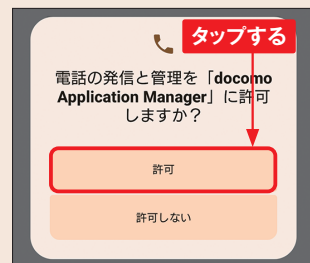 タップする
電話の発信と管理を「docomo
Application Manager」に許可
しますか？
許可
許可しない